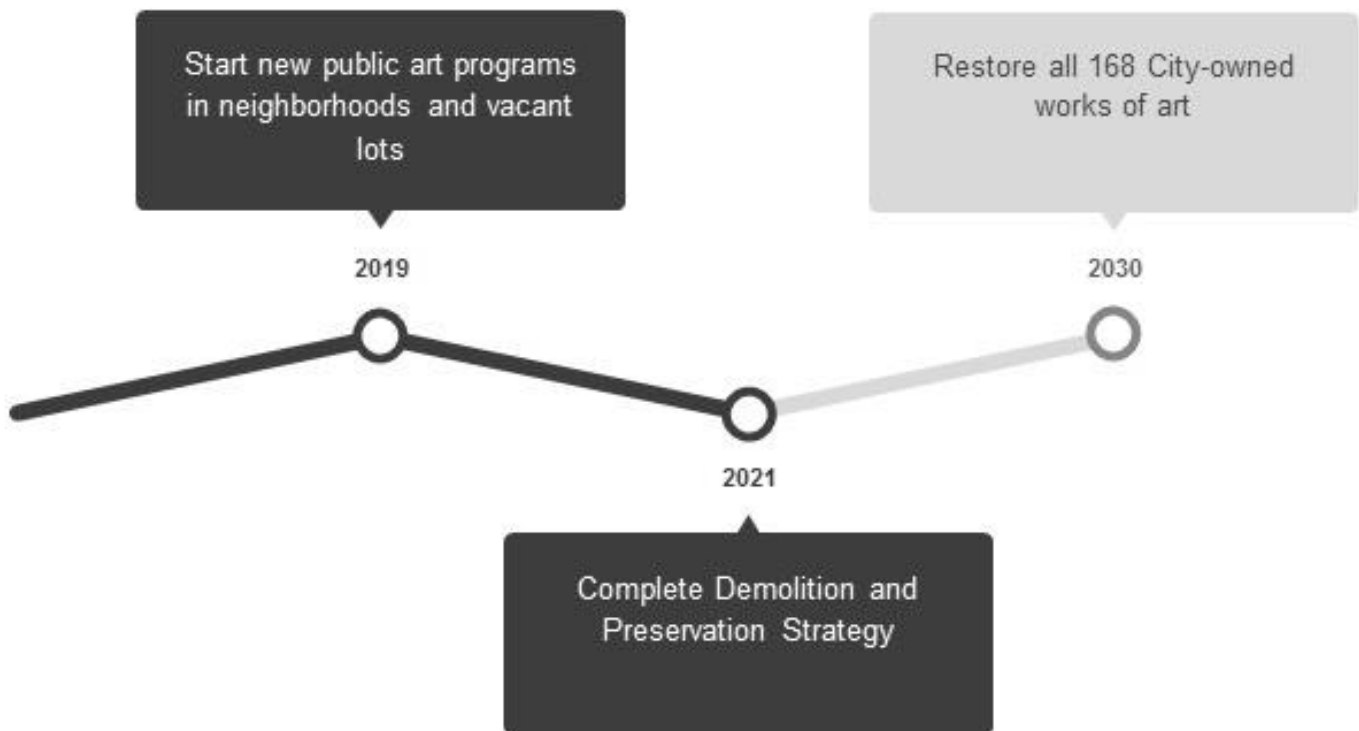 Start new public art programs
in neighborhoods and vacant
lots
2019
Restore all 168 City-owned
works of art
2030
2021
Complete Demolition and
Preservation Strategy